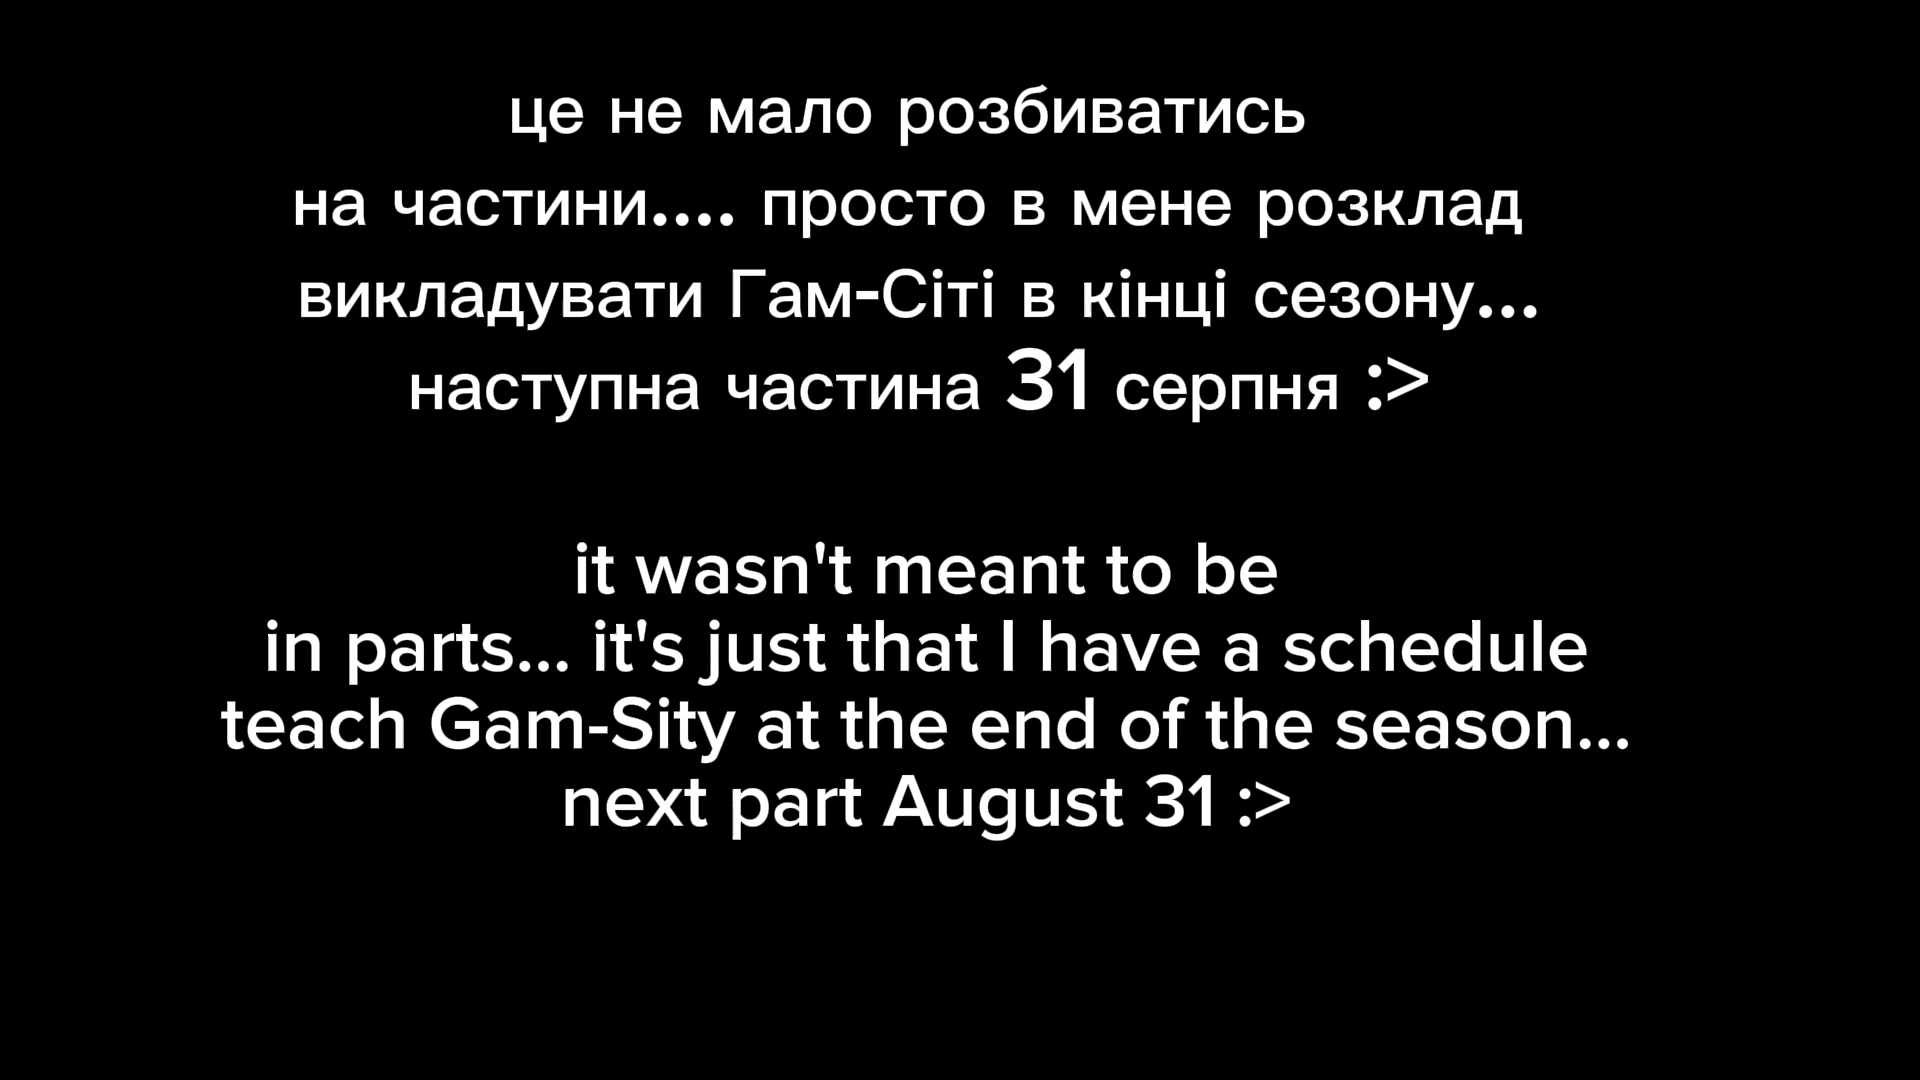 це не мало розбиватись
на частини.... просто в мене розклад
викладувати Гам-Сіті в кінці сезону...
наступна частина 31 серпня :>
it wasn't meant to be
in parts... it's just that I have a schedule
teach Gam-Sity at the end of the season...
next part August 31 :>